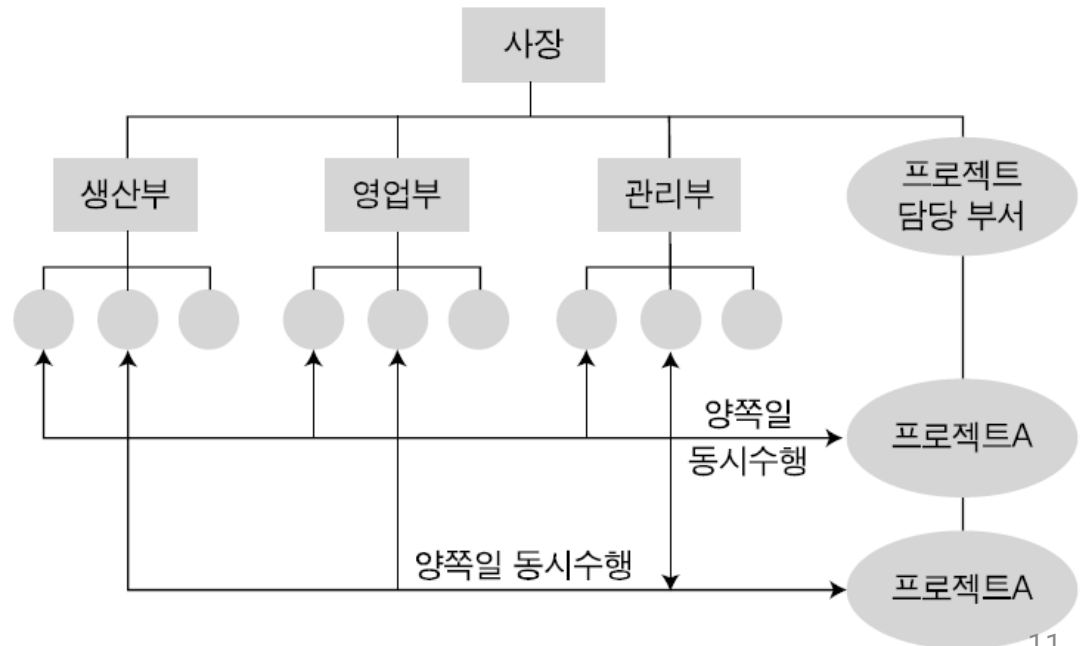 사장
생산부
영업부
관리부
프로젝트
담당 부서
양쪽일
동시수행
프로젝트A
양쪽일 동시수행
프로젝트A
11